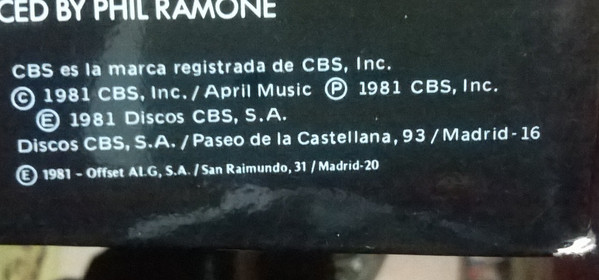 CED BY PHIL RAMONE
CBS es la marca registrada de CBS, Inc.
© 1981 CBS, Inc. / April Music Ⓟ 1981 CBS, Inc.
Ⓔ 1981 Discos CBS, S.A.
Discos CBS, S.A. / Paseo de la Castellana, 93 / Madrid-16
Ⓔ 1981 - Offset ALG, S.A. / San Raimundo, 31 / Madrid-20